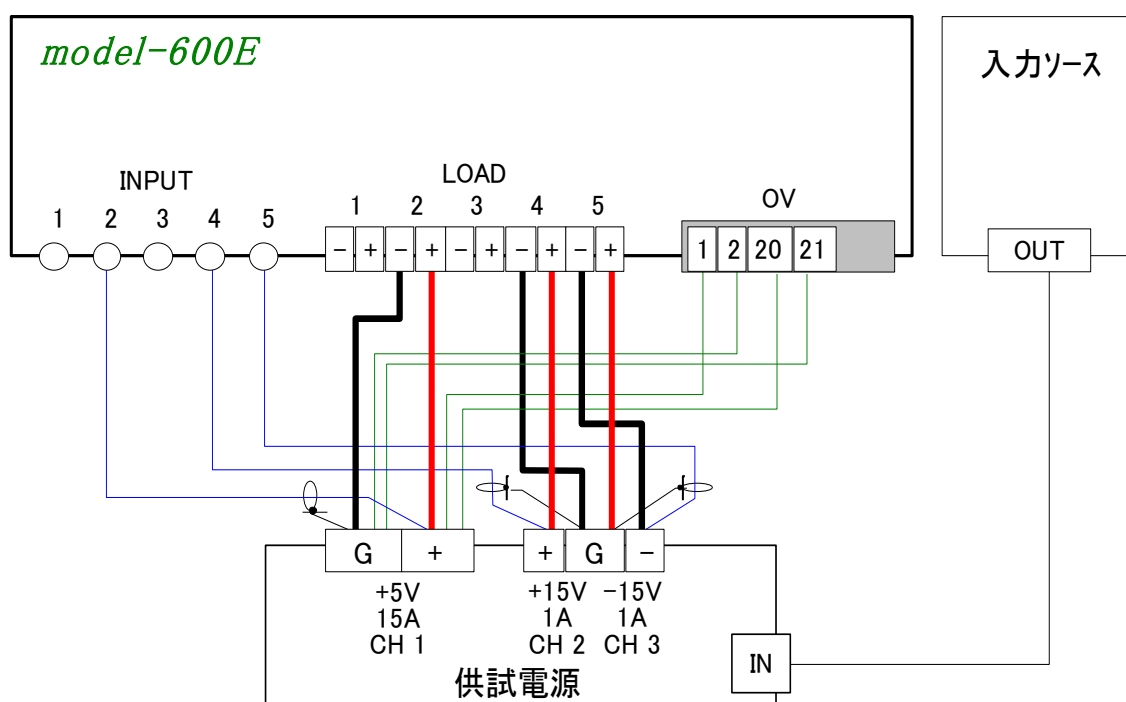 model-600E
入力ソース
INPUT
LOAD
OV
1 2 3 4 5
1 2 3 4 5
- + - + - + - + - +
1 2 20 21
OUT
G +
+ G -
+5V
15A
CH 1
+15V
1A
CH 2
-15V
1A
CH 3
IN
供試電源